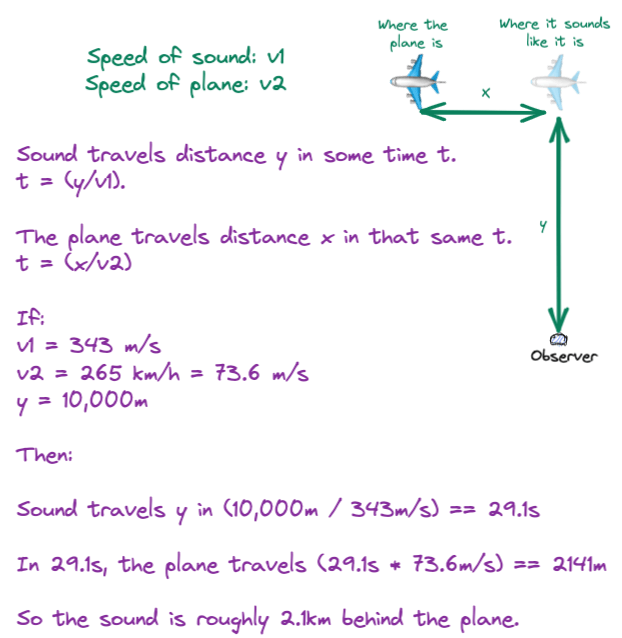 Where the
plane is
Where it sounds
like it is
Speed of sound: v1
Speed of plane: v2
x
Sound travels distance y in some time t.
t = (y/v1).
The plane travels distance x in that same t.
t = (x/v2)
y
If:
v1 = 343 m/s
v2 = 265 km/h = 73.6 m/s
y = 10,000m
Observer
Then:
Sound travels y in (10,000m / 343m/s) == 29.1s
In 29.1s, the plane travels (29.1s * 73.6m/s) == 2141m
So the sound is roughly 2.1km behind the plane.